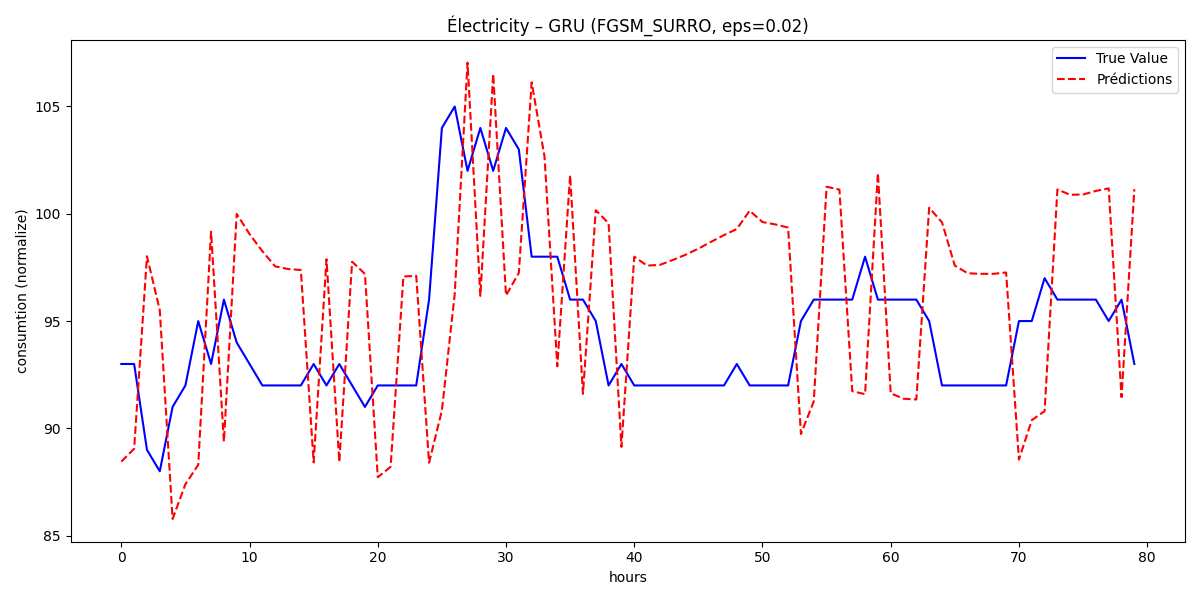 Électricity – GRU (FGSM_SURRO, eps=0.02)
True Value
Prédictions
consumtion (normalize)
105
100
95
90
85
0 10 20 30 40 50 60 70 80
hours